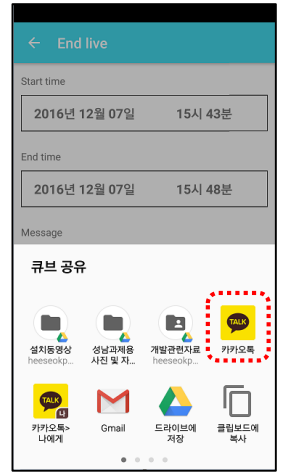 End live
Start time
2016년 12월 07일 15시 43분
End time
2016년 12월 07일 15시 48분
Message
큐브 공유
TALK
설치동영상 성남과제용 개발관련자료 카카오톡
heeseokp... 사진 및 자... heeseokp...
TALK
나
카카오톡> Gmail 드라이브에 클립보드에
나에게 저장 복사